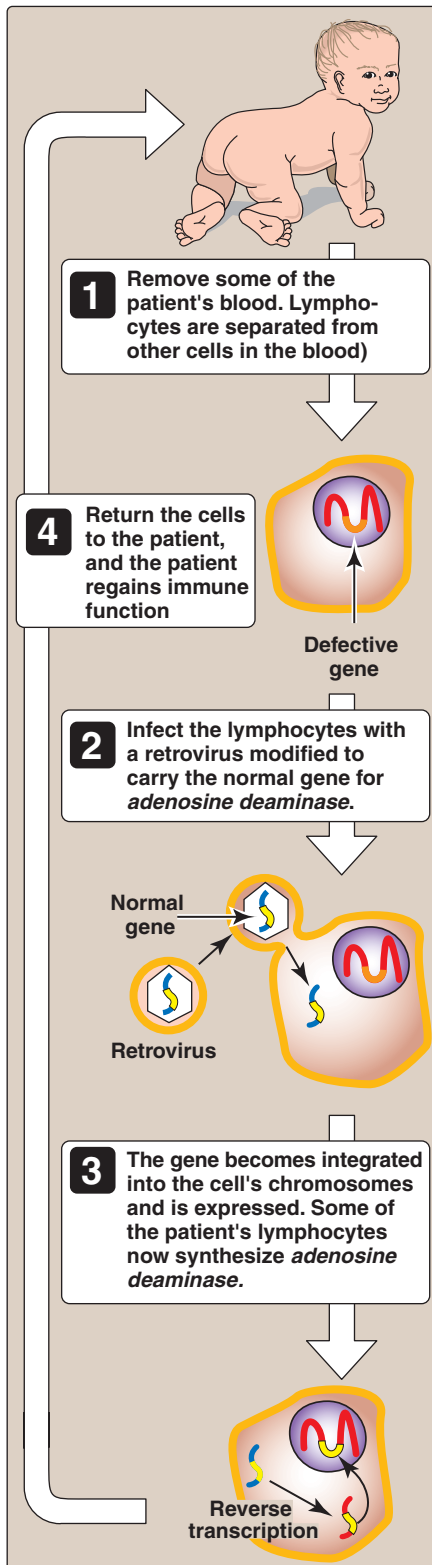 1
Remove some of the
patient's blood. Lympho-
cytes are separated from
other cells in the blood)
4
Return the cells
to the patient,
and the patient
regains immune
function
Defective
gene
2
Infect the lymphocytes with
a retrovirus modified to
carry the normal gene for
adenosine deaminase.
Normal
gene
Retrovirus
3
The gene becomes integrated
into the cell's chromosomes
and is expressed. Some of
the patient's lymphocytes
now synthesize adenosine
deaminase.
Reverse
transcription